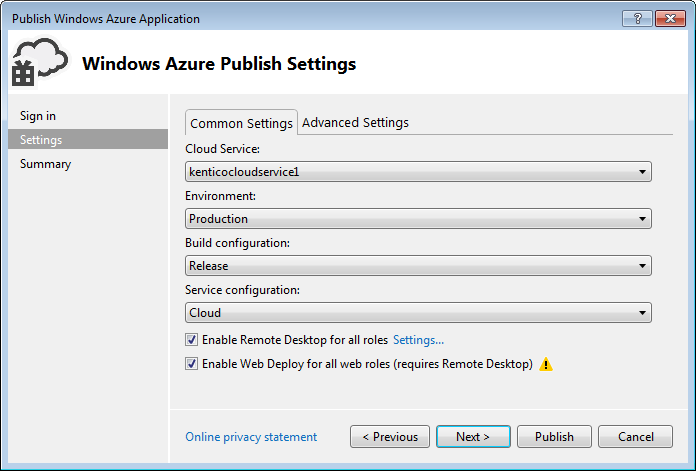 Publish Windows Azure Application
?
Windows Azure Publish Settings
Sign in
Settings
Summary
Common Settings
Advanced Settings
Cloud Service:
kenticocloudservice1
Environment:
Production
Build configuration:
Release
Service configuration:
Cloud
Enable Remote Desktop for all roles Settings...
Enable Web Deploy for all web roles (requires Remote Desktop)
Online privacy statement
< Previous
Next >
Publish
Cancel